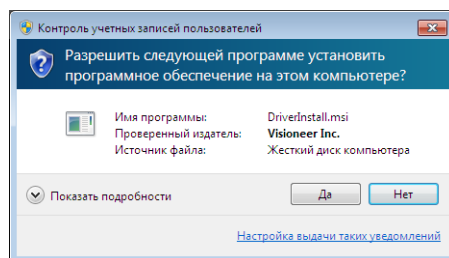 Контроль учетных записей пользователей
Разрешить следующей программе установить
программное обеспечение на этом компьютере?
Имя программы: DriverInstall.msi
Проверенный издатель: Visioneer Inc.
Источник файла: Жесткий диск компьютера
Показать подробности Да Нет
Настройка выдачи таких уведомлений